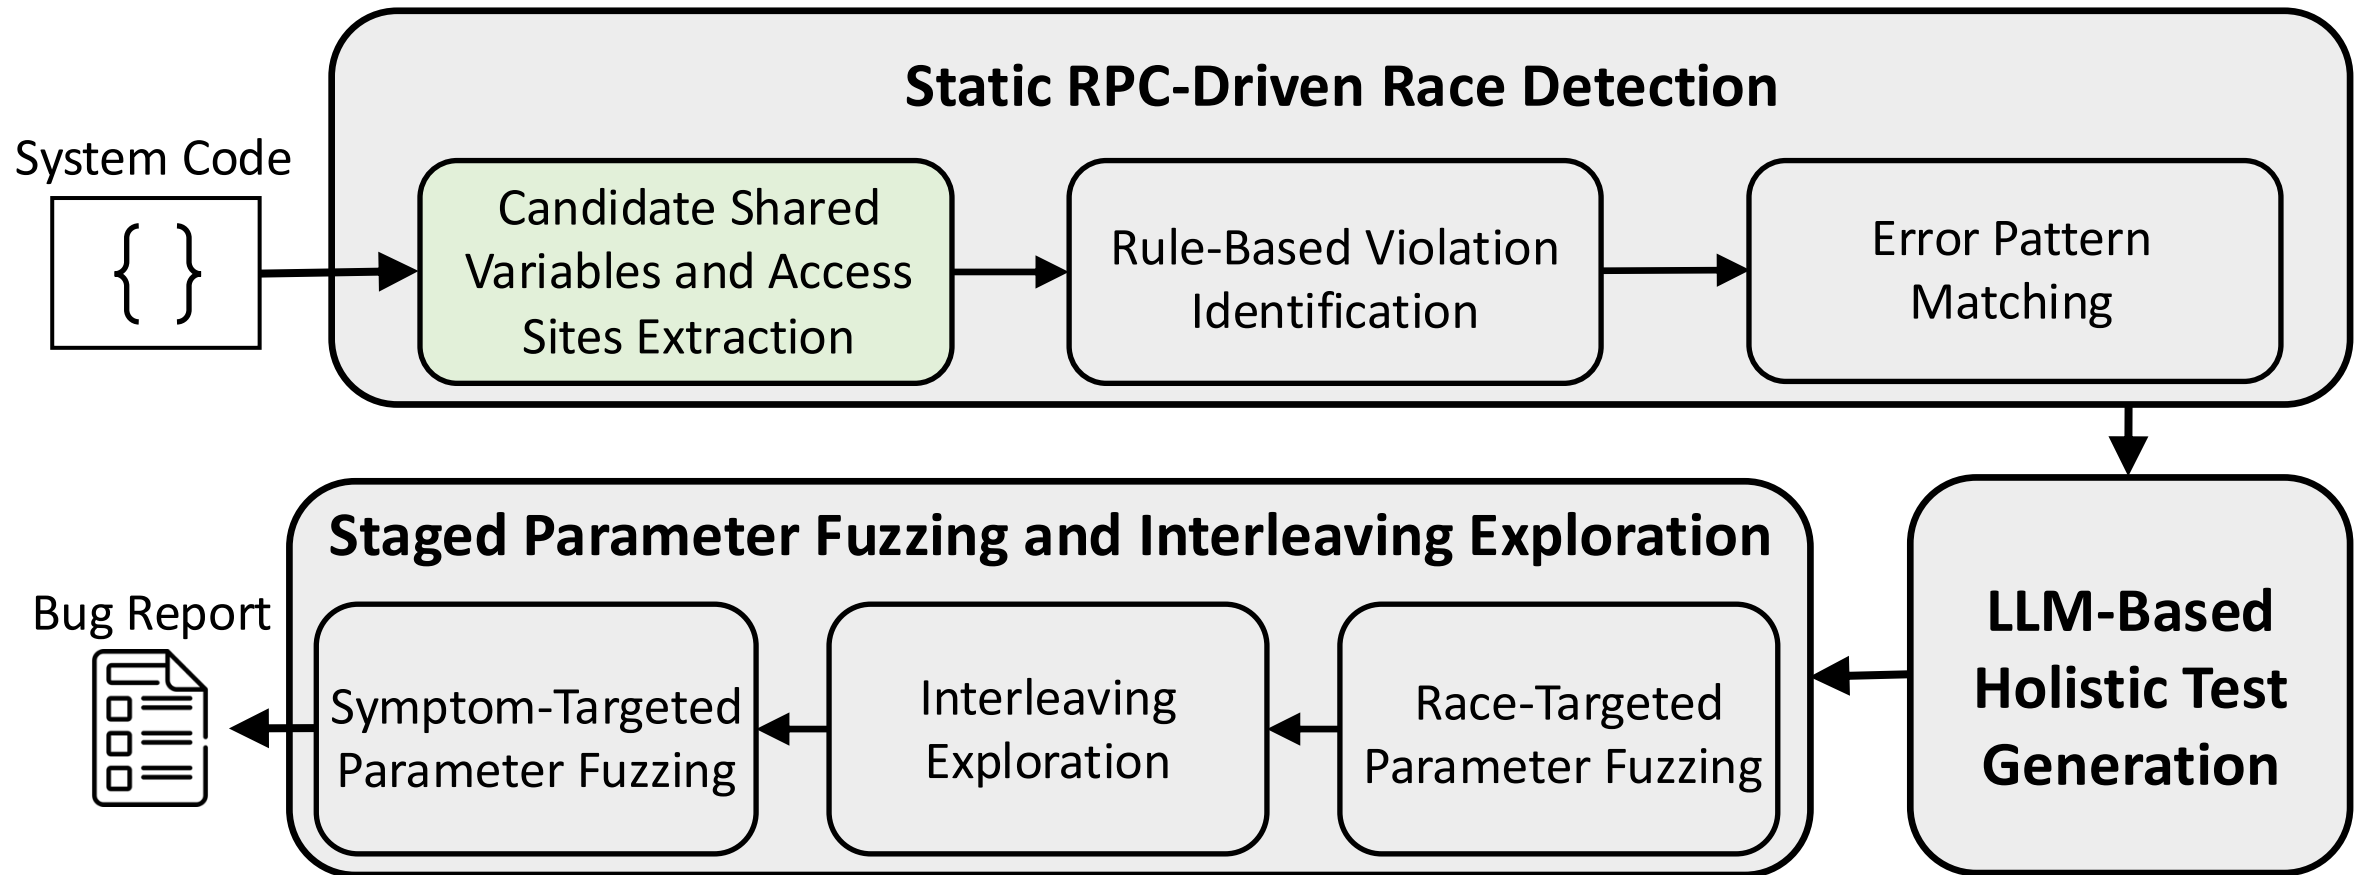 Static RPC-Driven Race Detection
System Code
{ }
Candidate Shared
Variables and Access
Sites Extraction
Rule-Based Violation
Identification
Error Pattern
Matching
LLM-Based
Holistic Test
Generation
Staged Parameter Fuzzing and Interleaving Exploration
Race-Targeted
Parameter Fuzzing
Interleaving
Exploration
Symptom-Targeted
Parameter Fuzzing
Bug Report